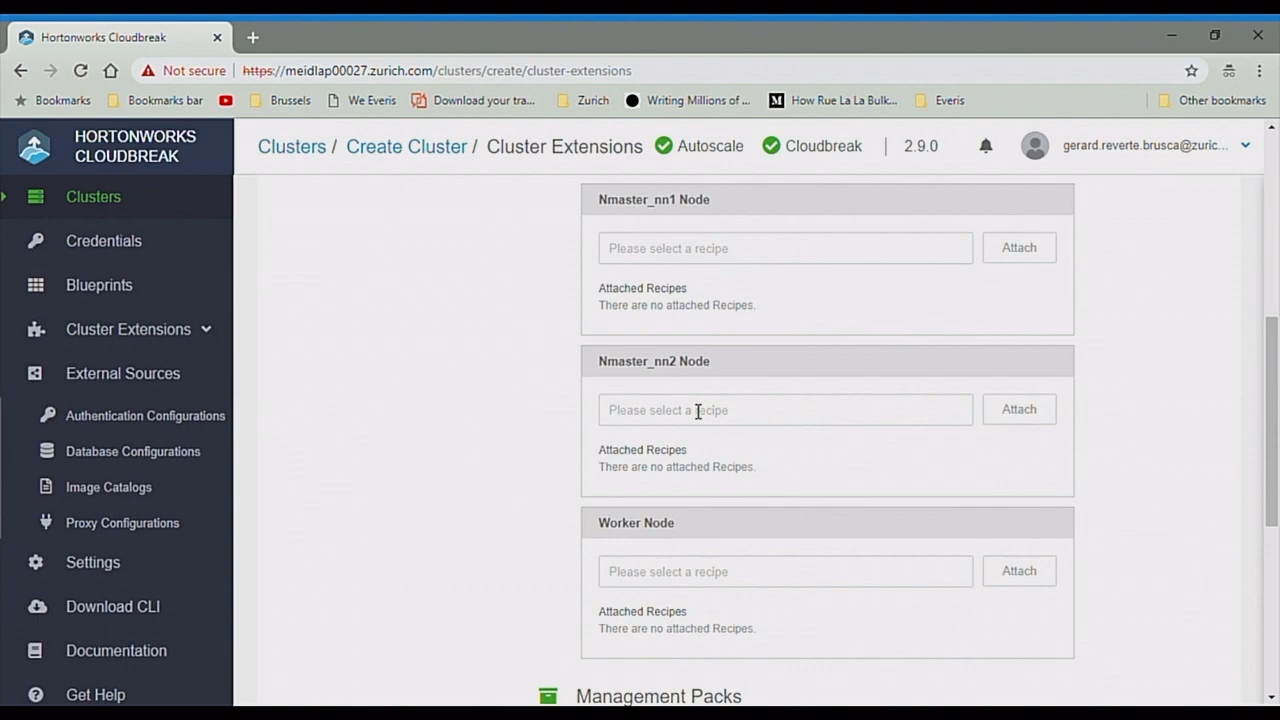 Hortonworks Cloudbreak
Not secure
https://meidlap00027.zurich.com/clusters/create/cluster-extensions
Bookmarks
Bookmarks bar
Brussels
We Everis
Download your tra...
Zurich
Writing Millions of ...
How Rue La La Bulk...
Everis
Other bookmarks
HORTONWORKS
CLOUDBREAK
Clusters / Create Cluster / Cluster Extensions
Autoscale
Cloudbreak
2.9.0
gerard.reverte.brusca@zuric...
Clusters
Credentials
Blueprints
Cluster Extensions
External Sources
Authentication Configurations
Database Configurations
Image Catalogs
Proxy Configurations
Settings
Download CLI
Documentation
Get Help
Nmaster_nn1 Node
Please select a recipe
Attach
Attached Recipes
There are no attached Recipes.
Nmaster_nn2 Node
Please select a recipe
Attach
Attached Recipes
There are no attached Recipes.
Worker Node
Please select a recipe
Attach
Attached Recipes
There are no attached Recipes.
Management Packs